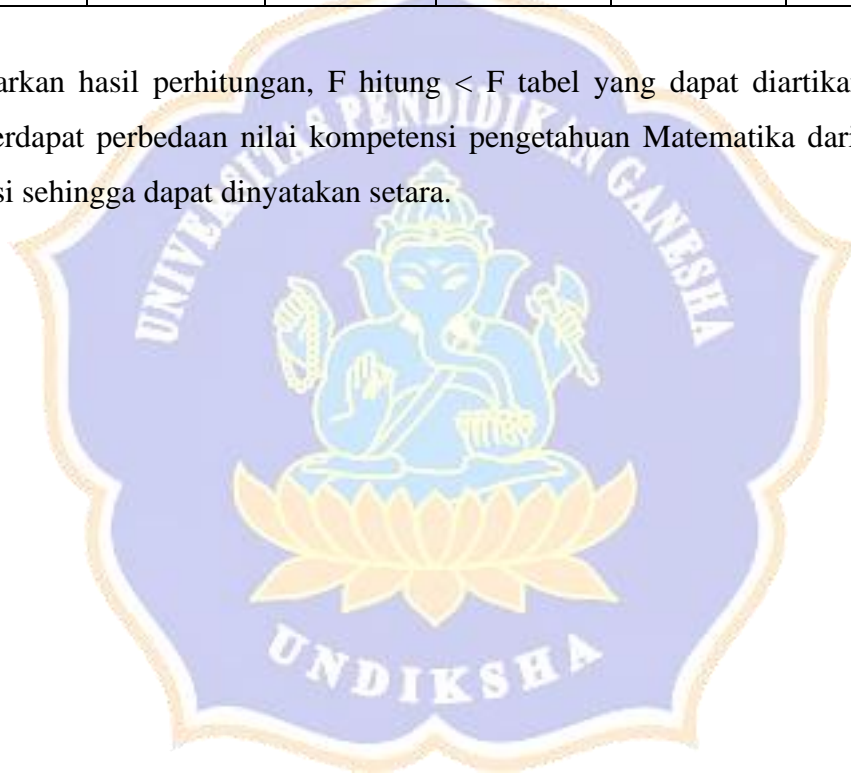 arkan hasil perhitungan, F hitung < F tabel yang dapat diartikan
erdapat perbedaan nilai kompetensi pengetahuan Matematika dari
si sehingga dapat dinyatakan setara.
UNIVERSITAS PENDIDIKAN GANESHA
UNDIKSHA